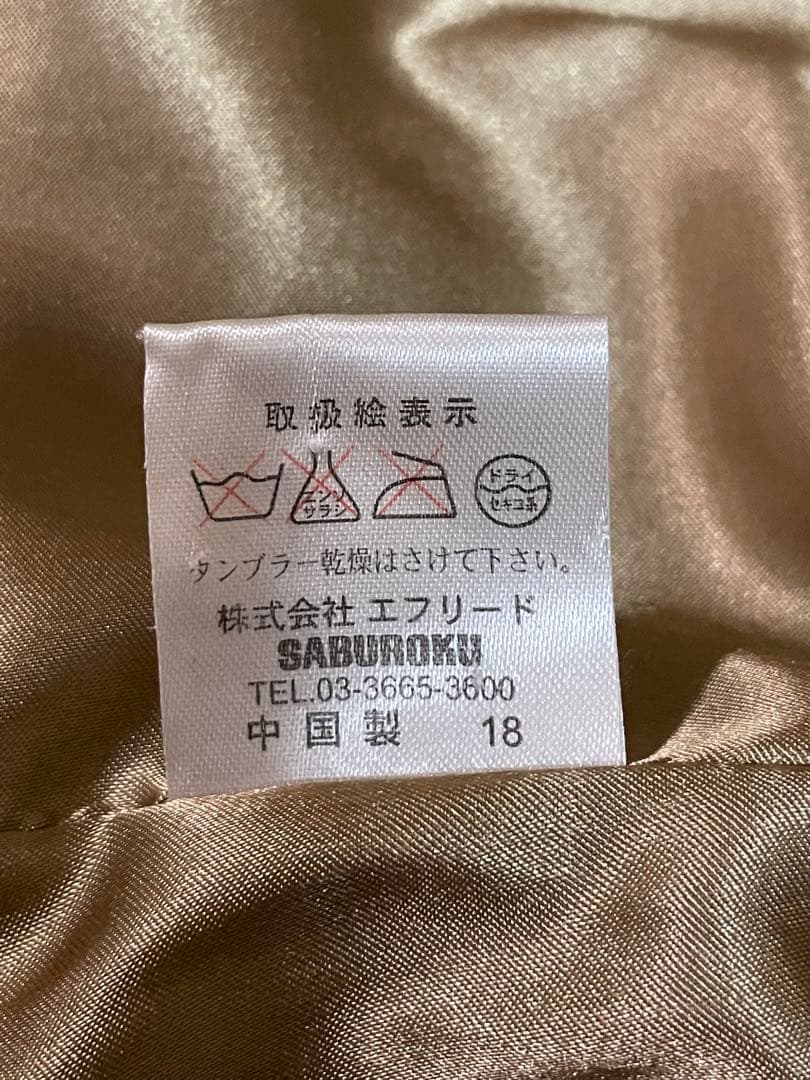 取扱絵表示
エンソ サラシ ドライ セキユ系
タンブラー乾燥はさけて下さい。
株式会社 エフリード
SABUROKU
TEL.03-3665-3600
中国製 18